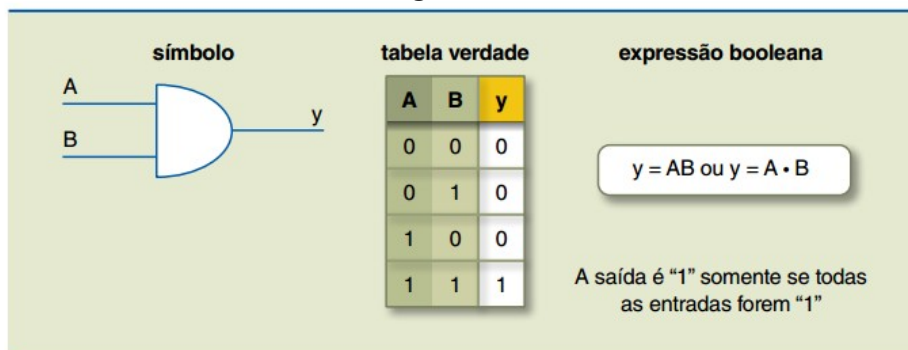 símbolo
A
B
y
tabela verdade
A B y
0 0 0
0 1 0
1 0 0
1 1 1
expressão booleana
y = AB ou y = A • B
A saída é “1” somente se todas
as entradas forem “1”